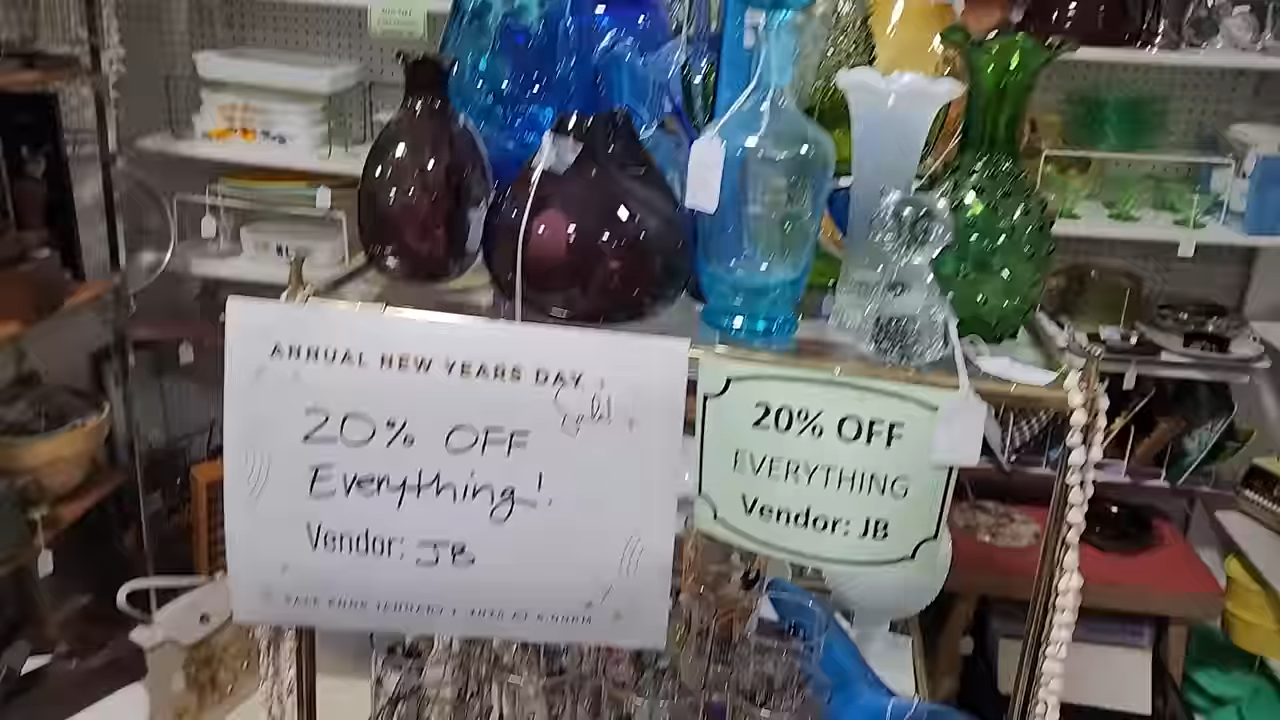 ANNUAL NEW YEARS DAY
20% OFF
Everything!
Vendor: JB
20% OFF
EVERYTHING
Vendor: JB